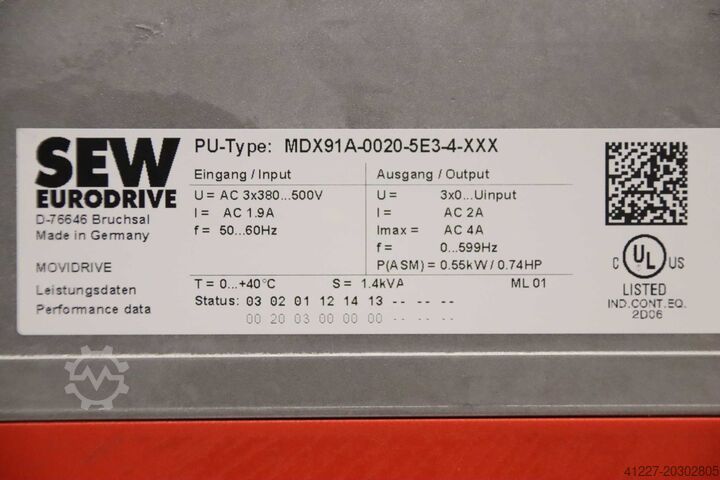 SEW
EURODRIVE
D-76646 Bruchsal
Made in Germany
MOVIDRIVE
Leistungsdaten
Performance data
PU-Type: MDX91A-0020-5E3-4-XXX
Eingang / Input
U = AC 3x380...500V
I = AC 1.9A
f = 50...60Hz
Ausgang / Output
U = 3x0...Uinput
I = AC 2A
Imax = AC 4A
f = 0...599Hz
P(ASM) = 0.55kW / 0.74HP
T = 0...+40°C S = 1.4kVA ML 01
Status: 03 02 01 12 14 13 -- -- -- --
00 20 03 00 00 00 -- -- -- --
C UL US
LISTED
IND.CONT.EQ.
2D06
41227-20302805